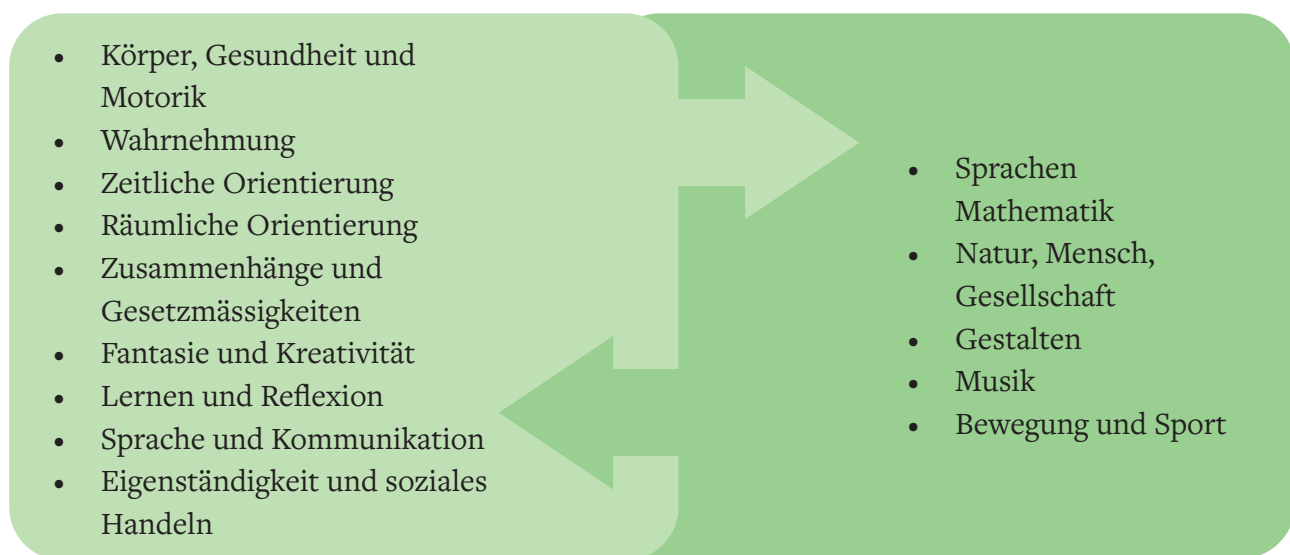 • Körper, Gesundheit und
Motorik
• Wahrnehmung
• Zeitliche Orientierung
• Räumliche Orientierung
• Zusammenhänge und
Gesetzmässigkeiten
• Fantasie und Kreativität
• Lernen und Reflexion
• Sprache und Kommunikation
• Eigenständigkeit und soziales
Handeln
• Sprachen
Mathematik
• Natur, Mensch,
Gesellschaft
• Gestalten
• Musik
• Bewegung und Sport